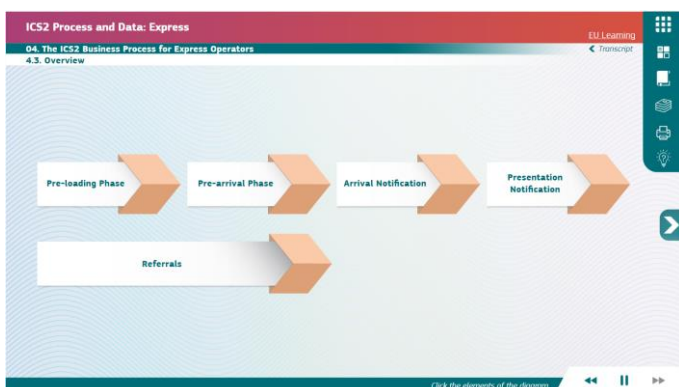 ICS2 Process and Data: Express
EU Learning
04. The ICS2 Business Process for Express Operators
Transcript
4.3. Overview
Pre-loading Phase
Pre-arrival Phase
Arrival Notification
Presentation
Notification
Referrals
Click the elements of the diagram